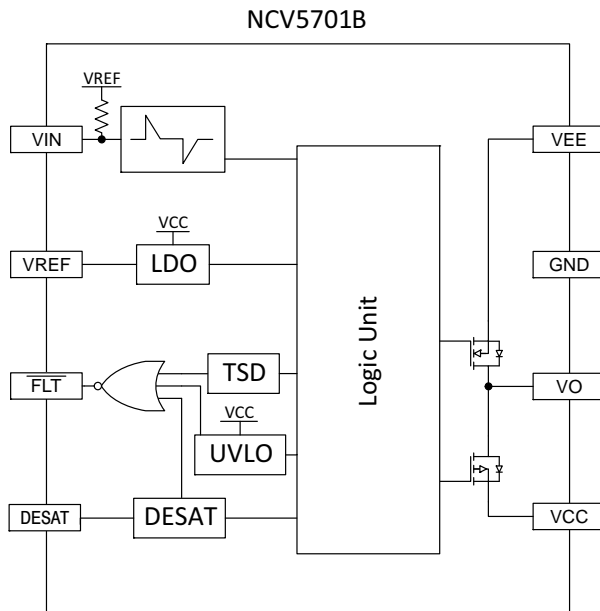 NCV5701B
VREF
VIN
VEE
VCC
VREF
LDO
GND
Logic Unit
FLT
TSD
VO
VCC
UVLO
DESAT
DESAT
VCC